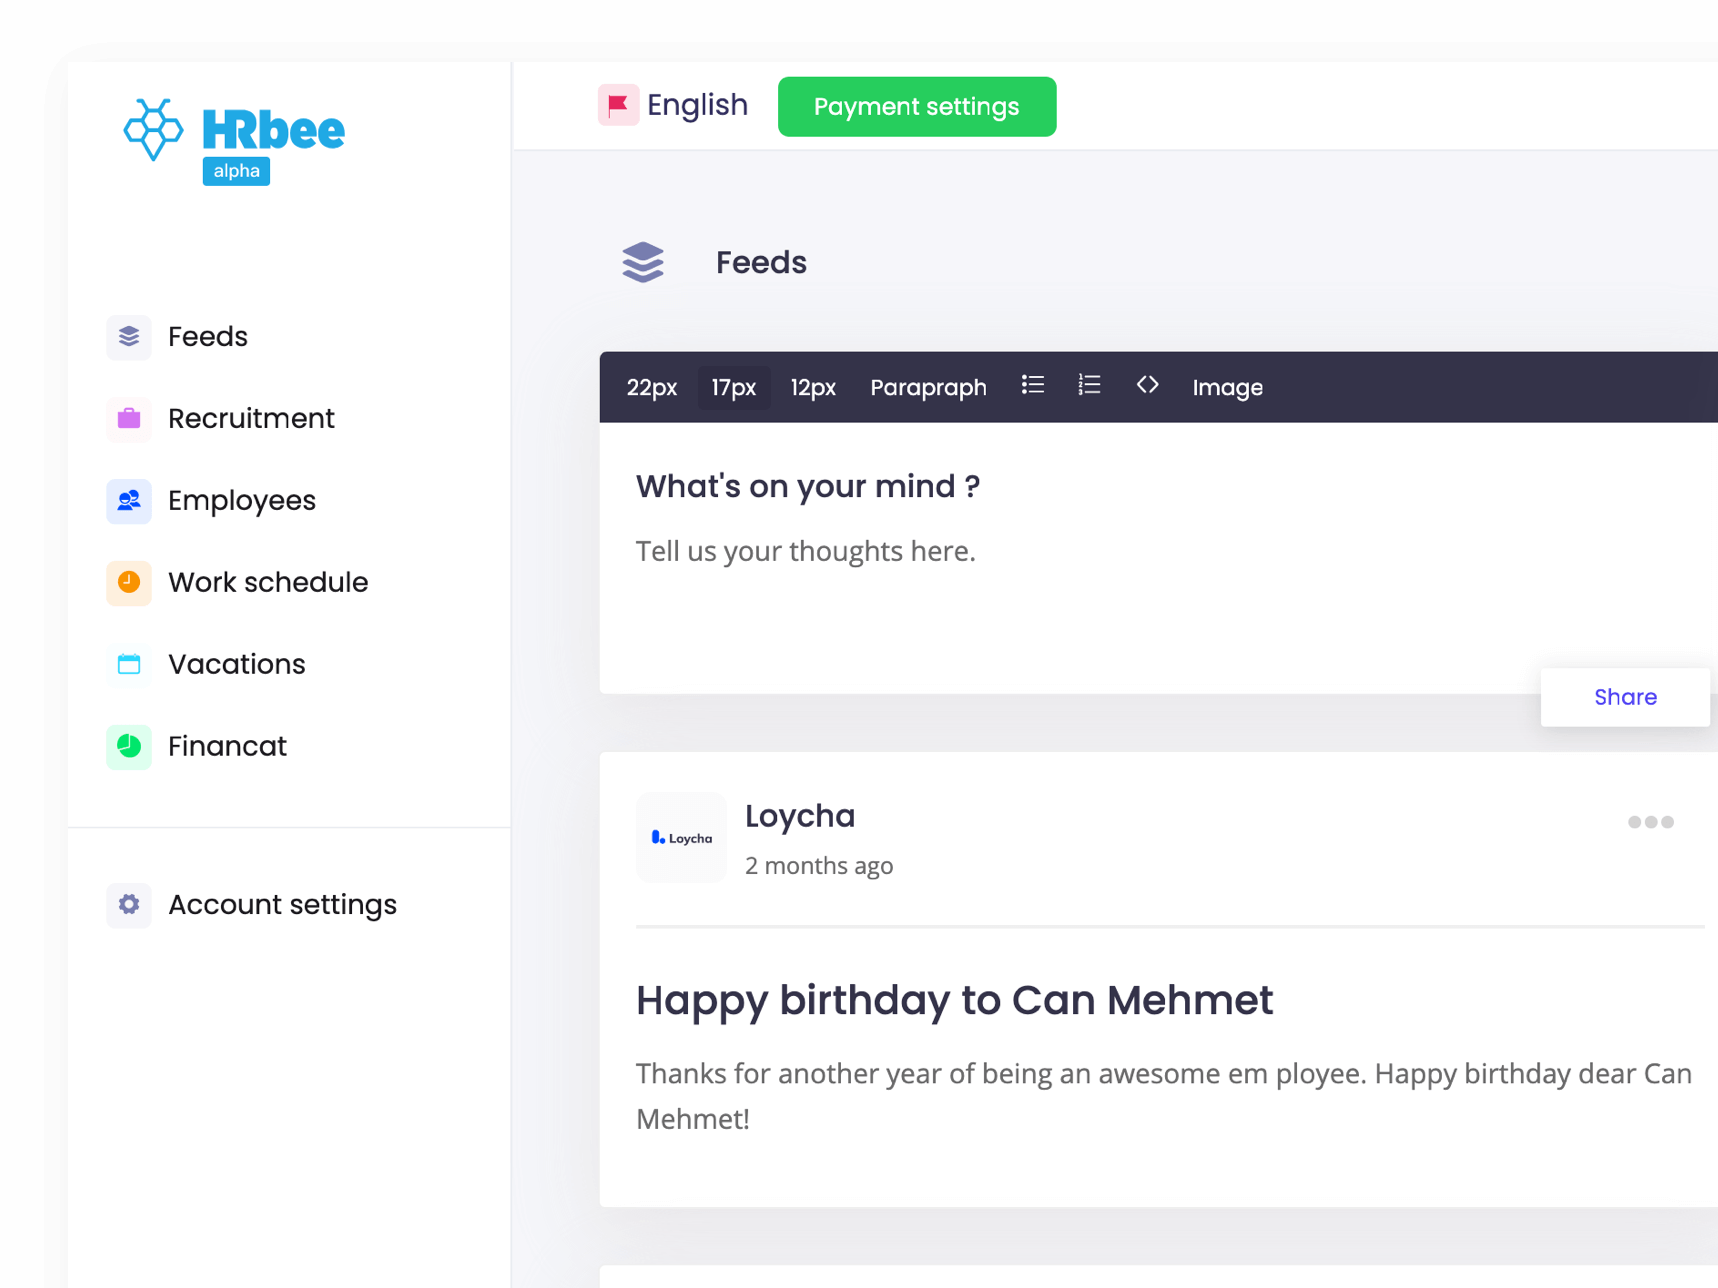 HRbee
alpha
English
Payment settings
Feeds
Recruitment
Employees
Work schedule
Vacations
Financat
Account settings
Feeds
22px 17px 12px Parapraph Image
What's on your mind ?
Tell us your thoughts here.
Share
Loycha
Loycha
2 months ago
Happy birthday to Can Mehmet
Thanks for another year of being an awesome em ployee. Happy birthday dear Can
Mehmet!